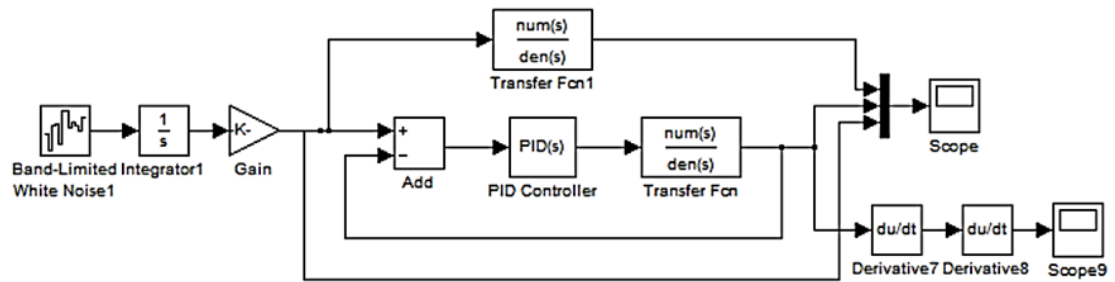 num(s)
den(s)
Transfer Fcn1
Band-Limited
White Noise1
1
s
Integrator1
K-
Gain
+
−
Add
PID(s)
PID Controller
num(s)
den(s)
Transfer Fcn
Scope
du/dt
Derivative7
du/dt
Derivative8
Scope9